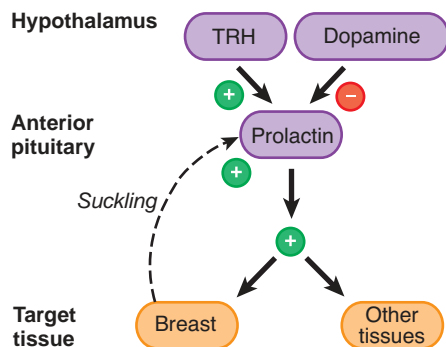 Hypothalamus
TRH
Dopamine
+
−
Anterior
pituitary
Prolactin
+
Suckling
+
Target
tissue
Breast
Other
tissues